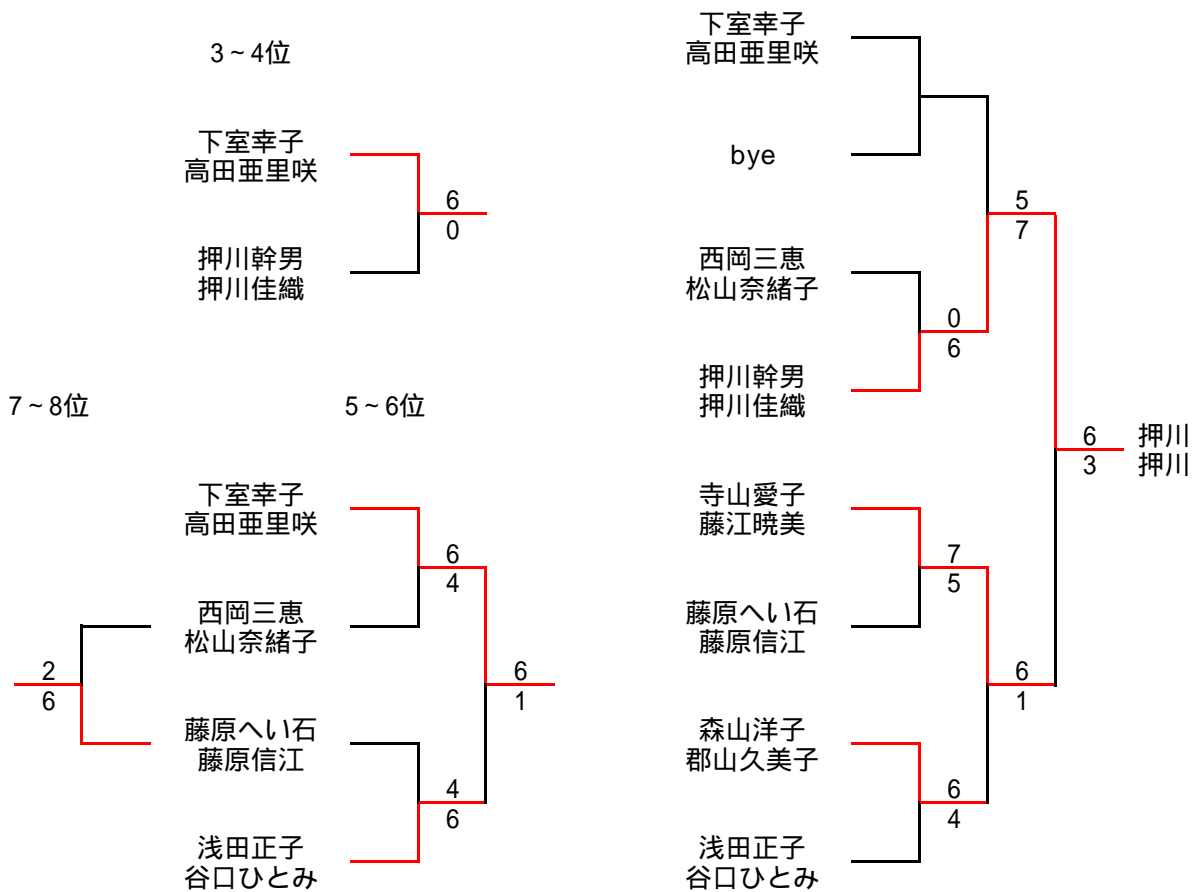 3～4位
下室幸子
高田亜里咲
6
0
押川幹男
押川佳織
7～8位
5～6位
下室幸子
高田亜里咲
6
4
西岡三恵
松山奈緒子
2
6
6
1
藤原へい石
藤原信江
4
6
浅田正子
谷口ひとみ
下室幸子
高田亜里咲
bye
5
7
西岡三恵
松山奈緒子
0
6
押川幹男
押川佳織
6
3
押川
押川
寺山愛子
藤江暁美
7
5
藤原へい石
藤原信江
6
1
森山洋子
郡山久美子
6
4
浅田正子
谷口ひとみ